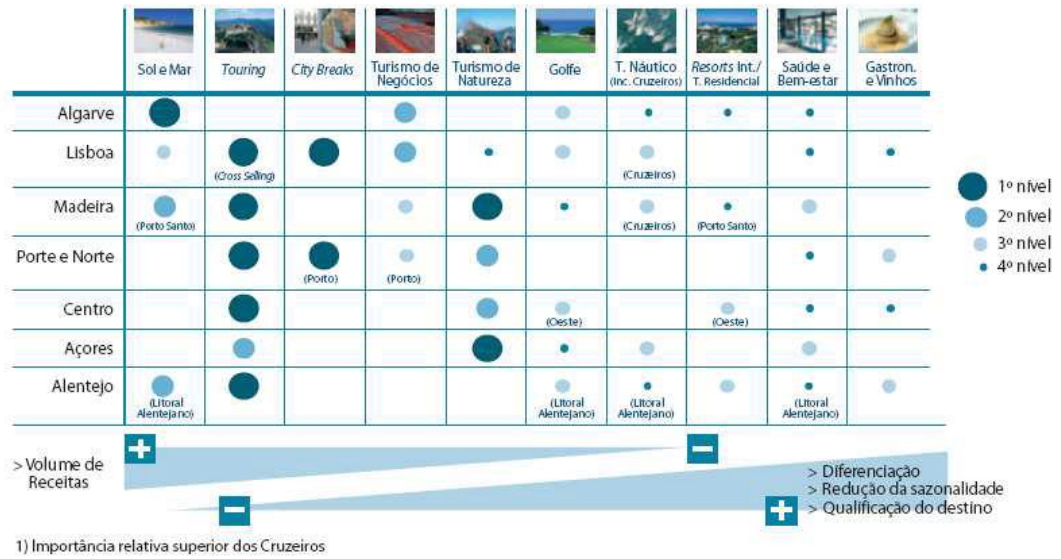 Sol e Mar
Touring
City Breaks
Turismo de
Negócios
Turismo de
Natureza
Golfe
T. Náutico
(inc. Cruzeiros)
Resorts Int./
T. Residencial
Saúde e
Bem-estar
Gastron.
e Vinhos
Algarve
Lisboa
(Cross Selling)
(Cruzeiros)
Madeira
(Porto Santo)
(Cruzeiros)
(Porto Santo)
Porte e Norte
(Porto)
(Porto)
Centro
(Oeste)
(Oeste)
Açores
Alentejo
(Litoral
Alentejano)
(Litoral
Alentejano)
(Litoral
Alentejano)
(Litoral
Alentejano)
1º nível
2º nível
3º nível
4º nível
+
−
> Volume de
Receitas
> Diferenciação
> Redução da sazonalidade
> Qualificação do destino
−
+
1) Importância relativa superior dos Cruzeiros